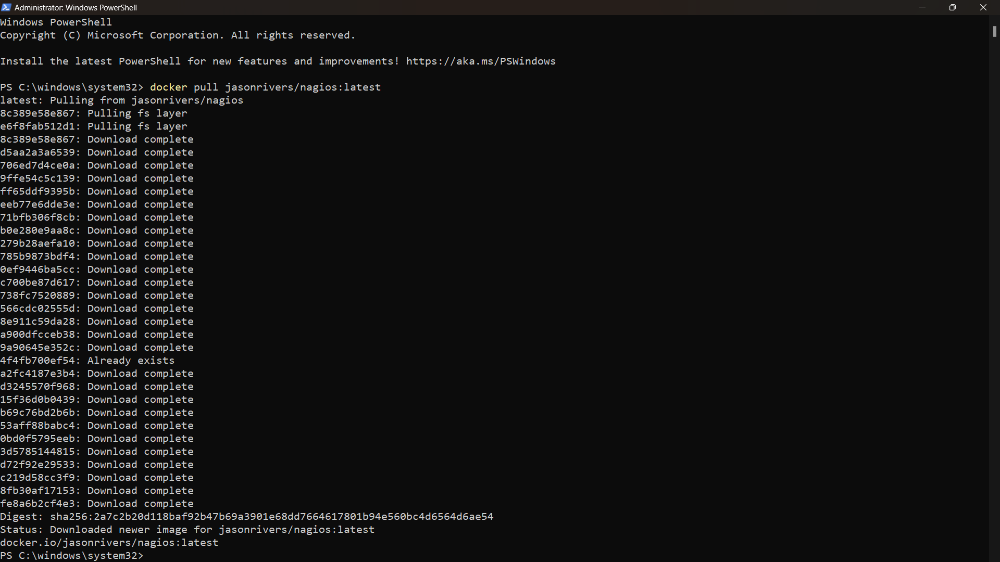 Administrator: Windows PowerShell
Windows PowerShell
Copyright (C) Microsoft Corporation. All rights reserved.
Install the latest PowerShell for new features and improvements! https://aka.ms/PSWindows
PS C:\windows\system32> docker pull jasonrivers/nagios:latest
latest: Pulling from jasonrivers/nagios
8c389e58e867: Pulling fs layer
e6f8fab512d1: Pulling fs layer
8c389e58e867: Download complete
d5aa2a3a6539: Download complete
706ed7d4ce0a: Download complete
9ffe54c5c139: Download complete
ff65ddf9395b: Download complete
eeb77e6dde3e: Download complete
71bfb306f8cb: Download complete
b0e280e9aa8c: Download complete
279b28aefa10: Download complete
785b9873bdf4: Download complete
0ef9446ba5cc: Download complete
c700be87d617: Download complete
738fc7520889: Download complete
566cdc02555d: Download complete
8e911c59da28: Download complete
a900dfcceb38: Download complete
9a90645e352c: Download complete
4f4fb700ef54: Already exists
a2fc4187e3b4: Download complete
d3245570f968: Download complete
15f36d0b0439: Download complete
b69c76bd2b6b: Download complete
53aff88babc4: Download complete
0bd0f5795eeb: Download complete
3d5785144815: Download complete
d72f92e29533: Download complete
c219d58cc3f9: Download complete
8fb30af17153: Download complete
fe8a6b2cf4e3: Download complete
Digest: sha256:2a7c2b20d118baf92b47b69a3901e68dd7664617801b94e560bc4d6564d6ae54
Status: Downloaded newer image for jasonrivers/nagios:latest
docker.io/jasonrivers/nagios:latest
PS C:\windows\system32>